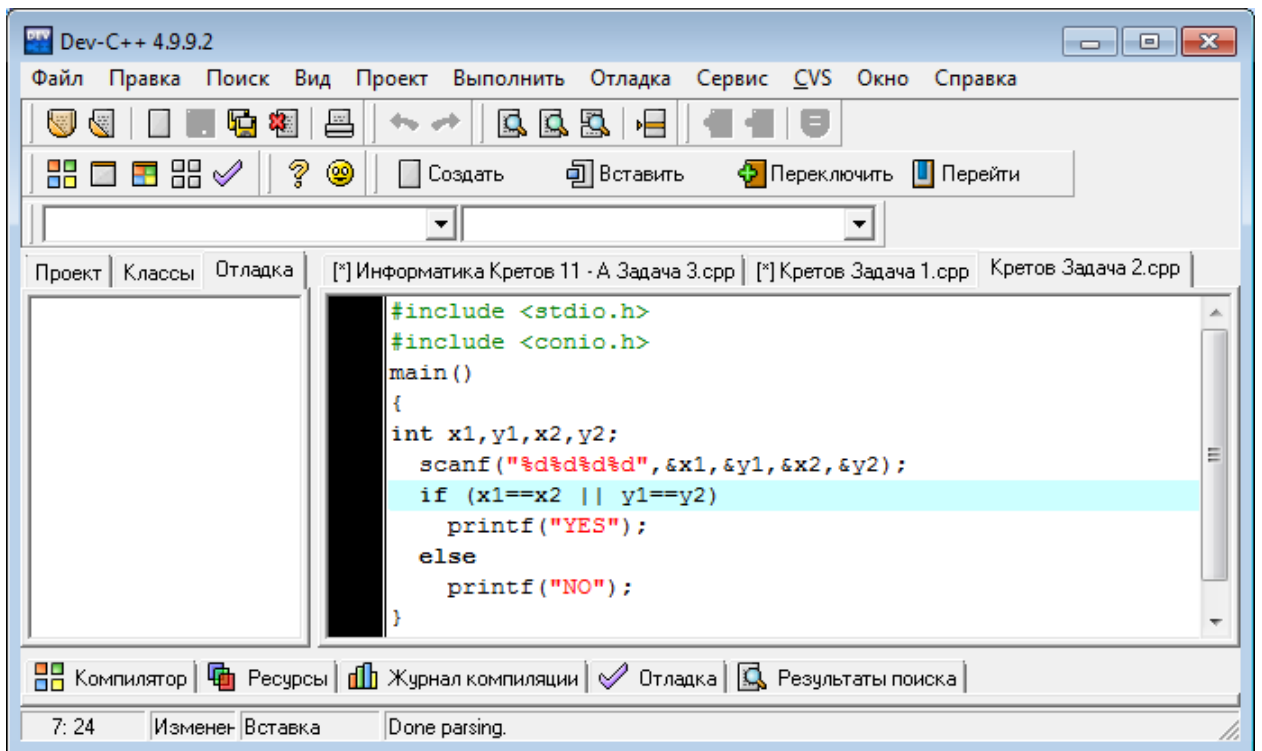 Dev-C++ 4.9.9.2
Файл Правка Поиск Вид Проект Выполнить Отладка Сервис CVS Окно Справка
Создать Вставить Переключить Перейти
Проект Классы Отладка [*] Информатика Кретов 11 - А Задача 3.cpp [*] Кретов Задача 1.cpp Кретов Задача 2.cpp
#include <stdio.h>
#include <conio.h>
main()
{
int x1,y1,x2,y2;
scanf("%d%d%d%d",&x1,&y1,&x2,&y2);
if (x1==x2 || y1==y2)
printf("YES");
else
printf("NO");
}
Компилятор Ресурсы Журнал компиляции Отладка Результаты поиска
7: 24 Изменен Вставка Done parsing.